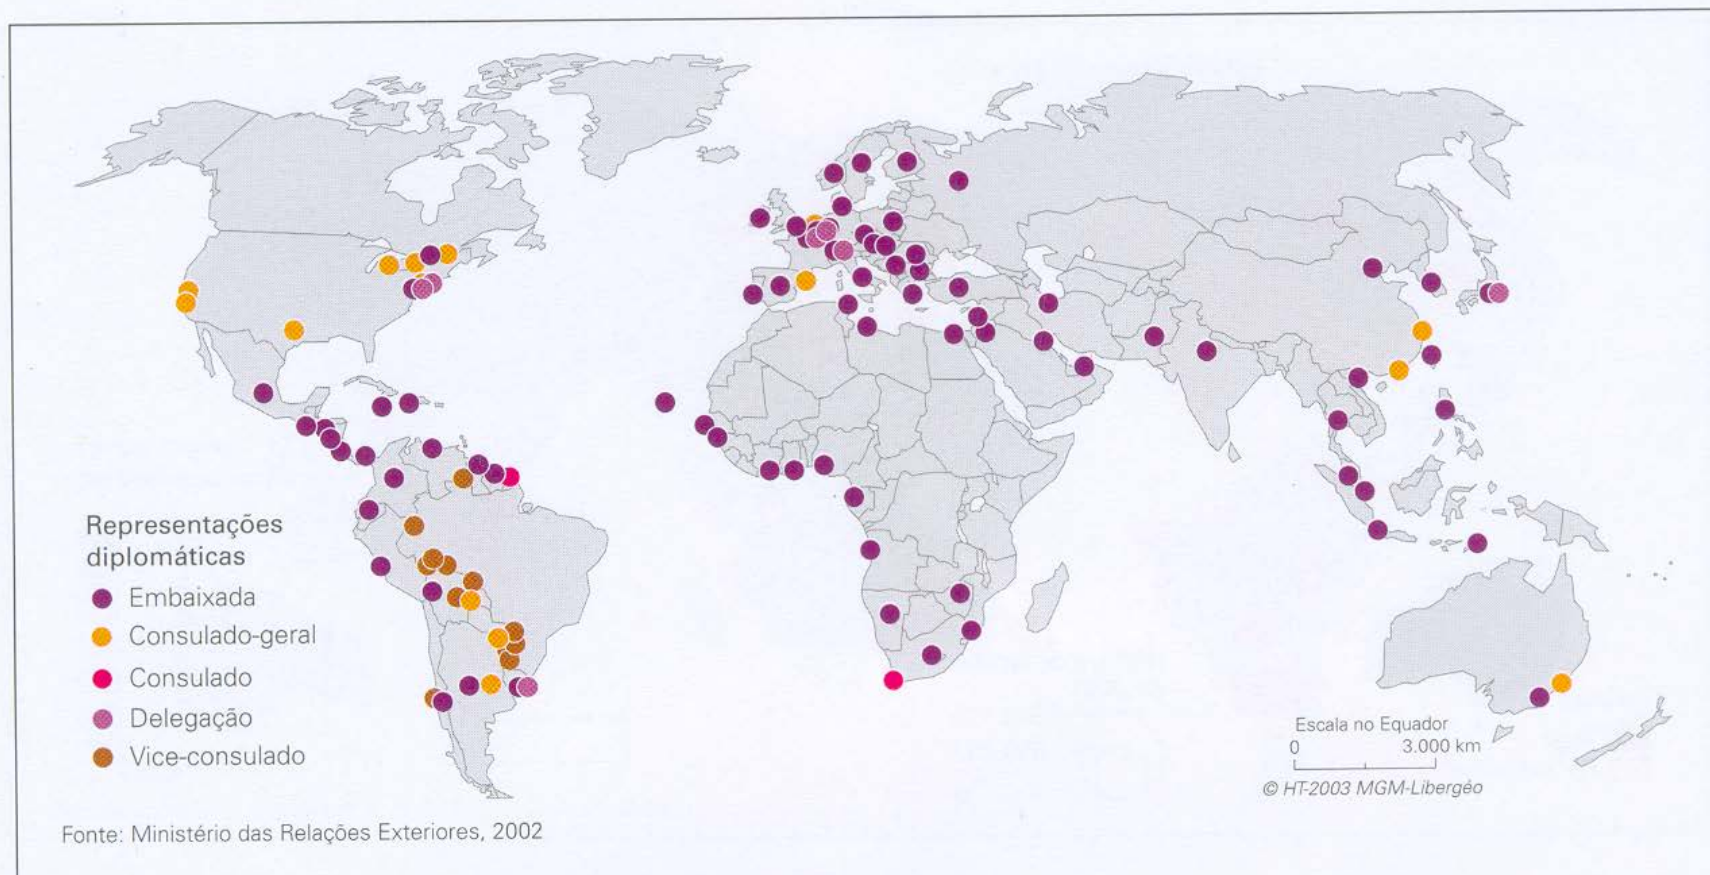 Representações
diplomáticas
Embaixada
Consulado-geral
Consulado
Delegação
Vice-consulado
Escala no Equador
0 3.000 km
© HT-2003 MGM-Libergéo
Fonte: Ministério das Relações Exteriores, 2002